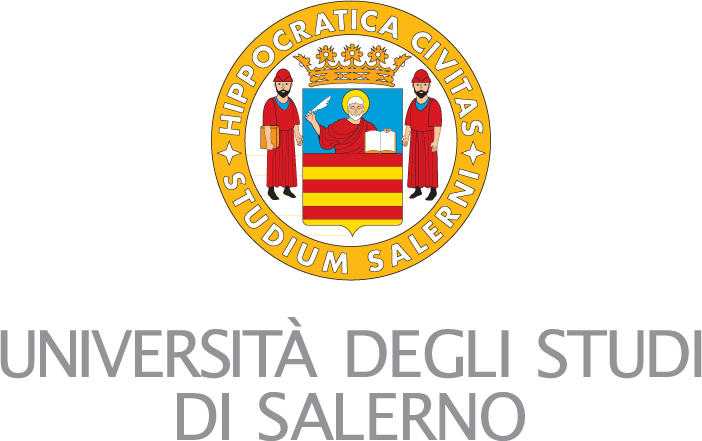 HIPPOCRATICA CIVITAS
STUDIUM SALERNI
UNIVERSITÀ DEGLI STUDI
DI SALERNO